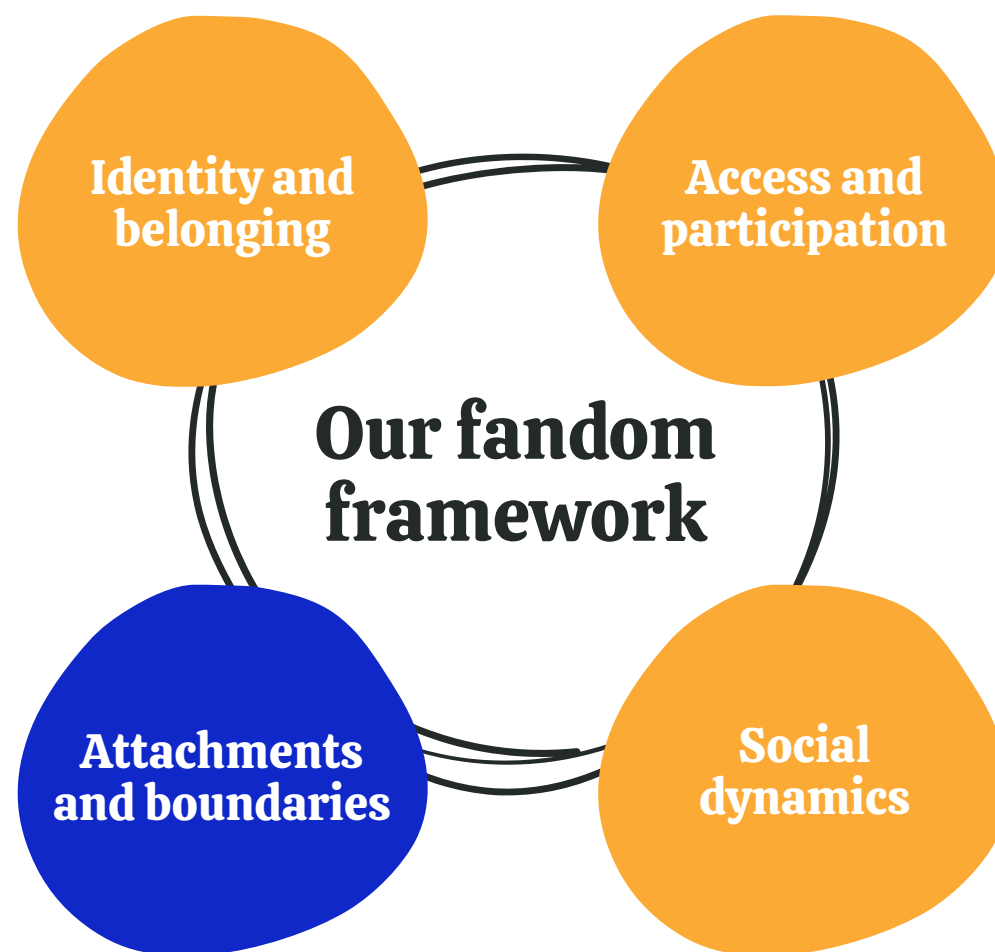 Identity and
belonging
Access and
participation
Our fandom
framework
Attachments
and boundaries
Social
dynamics